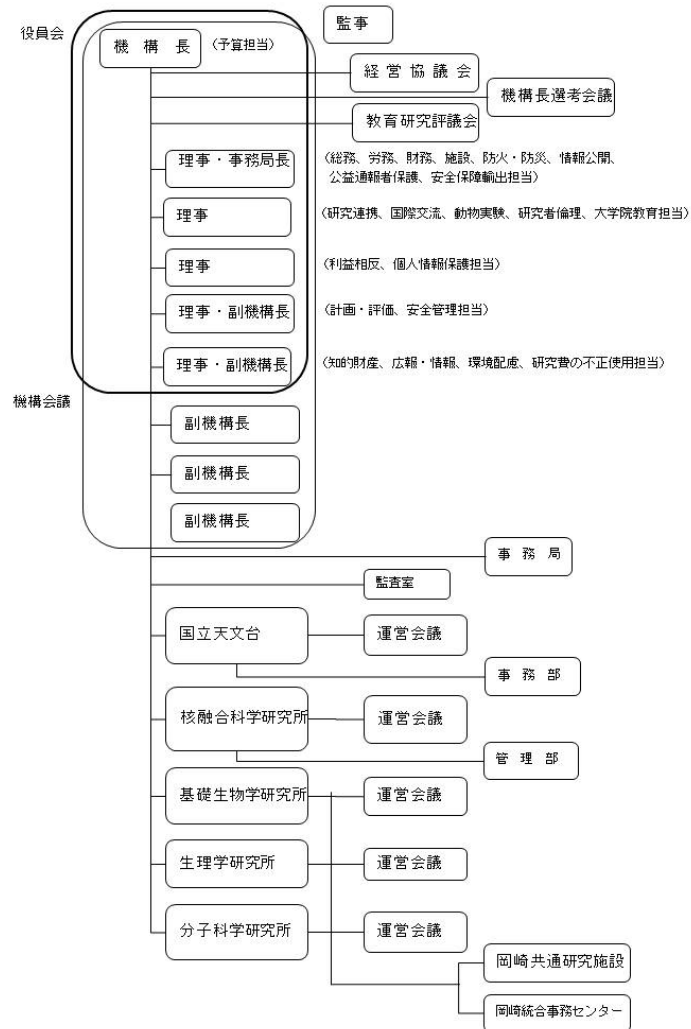 監事
役員会
機 構 長 （予算担当）
経 営 協 議 会
機構長選考会議
教育研究評議会
理事・事務局長 （総務、労務、財務、施設、防火・防災、情報公開、
公益通報者保護、安全保障輸出担当）
理事 （研究連携、国際交流、動物実験、研究者倫理、大学院教育担当）
理事 （利益相反、個人情報保護担当）
理事・副機構長 （計画・評価、安全管理担当）
理事・副機構長 （知的財産、広報・情報、環境配慮、研究費の不正使用担当）
機構会議
副機構長
副機構長
副機構長
事 務 局
監査室
国立天文台 運営会議
事 務 部
核融合科学研究所 運営会議
管 理 部
基礎生物学研究所 運営会議
生理学研究所 運営会議
分子科学研究所 運営会議
岡崎共通研究施設
岡崎統合事務センター